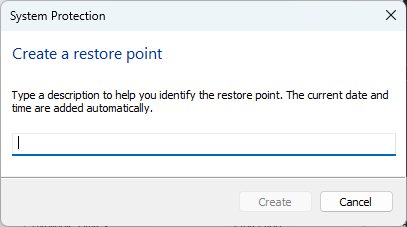 System Protection
Create a restore point
Type a description to help you identify the restore point. The current date and
time are added automatically.
Create
Cancel